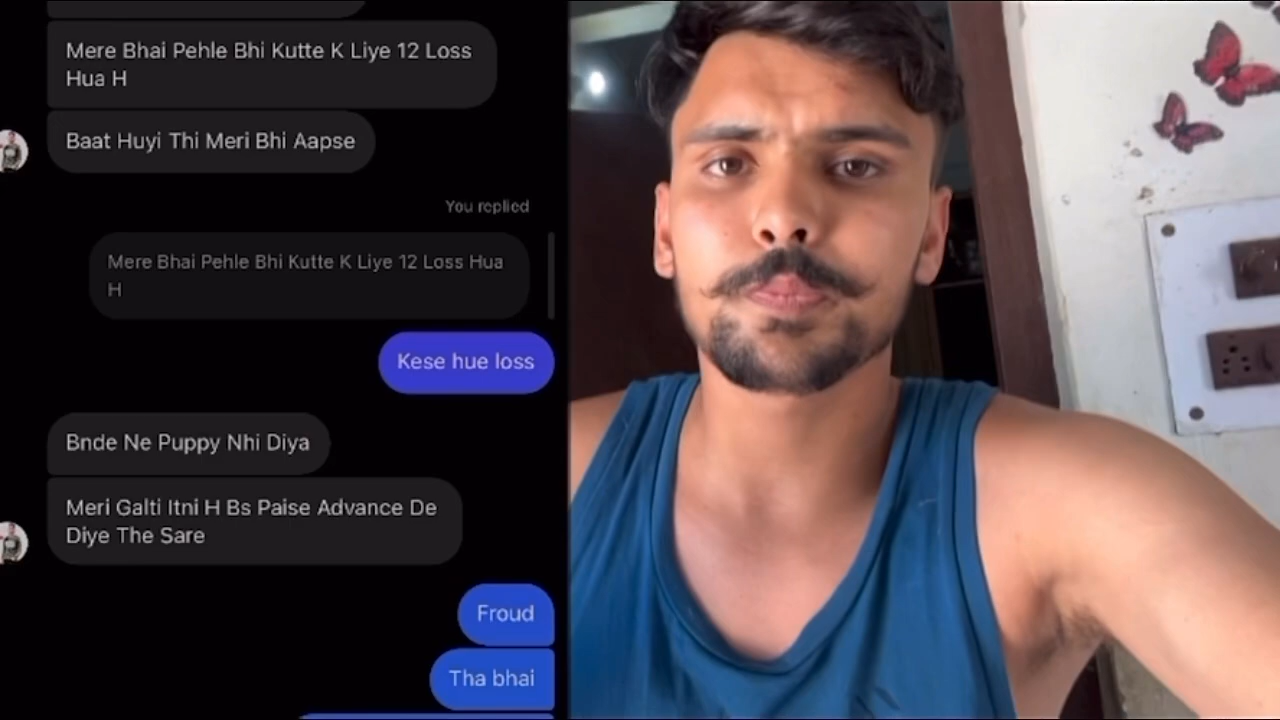 Mere Bhai Pehle Bhi Kutte K Liye 12 Loss
Hua H
Baat Huyi Thi Meri Bhi Aapse
You replied
Mere Bhai Pehle Bhi Kutte K Liye 12 Loss Hua
H
Kese hue loss
Bnde Ne Puppy Nhi Diya
Meri Galti Itni H Bs Paise Advance De
Diye The Sare
Froud
Tha bhai